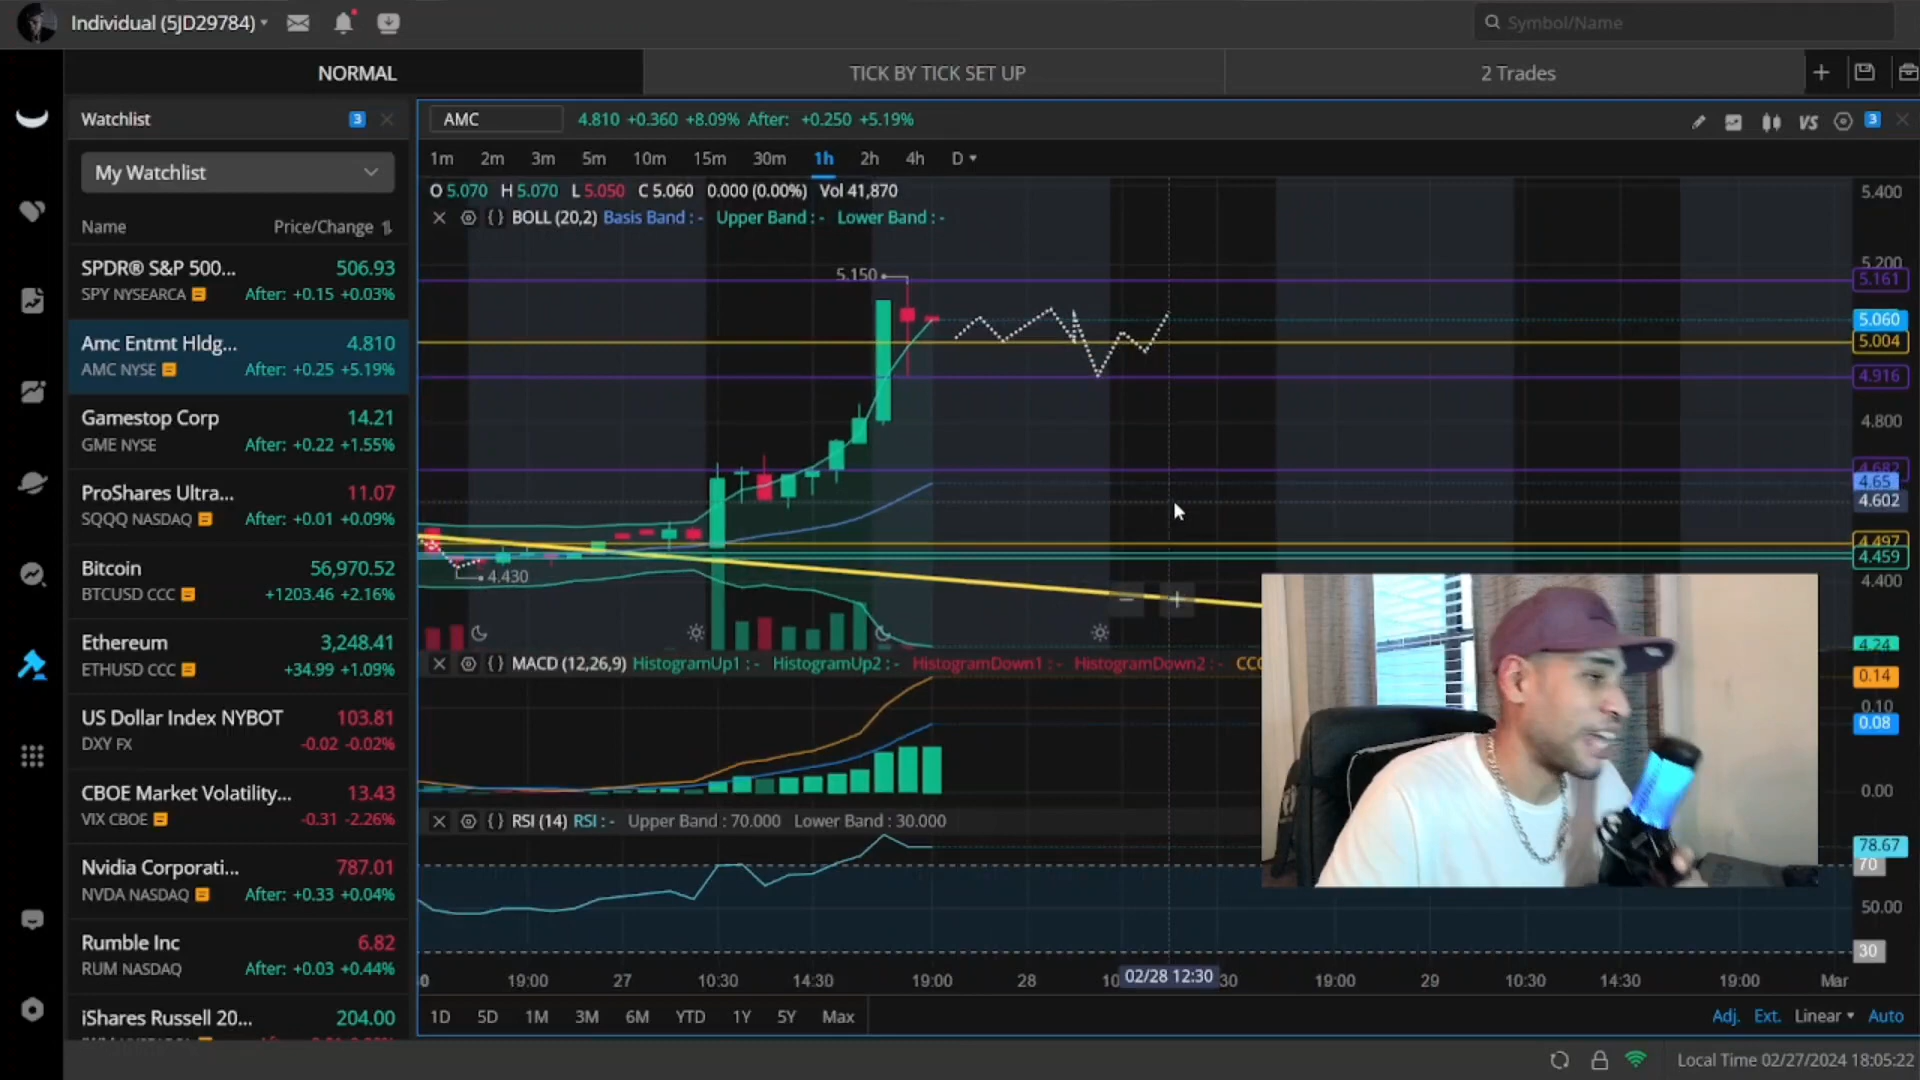 Individual (5JD29784)
Symbol/Name
NORMAL
TICK BY TICK SET UP
2 Trades
Watchlist
3
My Watchlist
Name
Price/Change
SPDR® S&P 500...
506.93
SPY NYSEARCA
After: +0.15 +0.03%
Amc Entmt Hldg...
4.810
AMC NYSE
After: +0.25 +5.19%
Gamestop Corp
14.21
GME NYSE
After: +0.22 +1.55%
ProShares Ultra...
11.07
SQQQ NASDAQ
After: +0.01 +0.09%
Bitcoin
56,970.52
BTCUSD CCC
+1203.46 +2.16%
Ethereum
3,248.41
ETHUSD CCC
+34.99 +1.09%
US Dollar Index NYBOT
103.81
DXY FX
-0.02 -0.02%
CBOE Market Volatility...
13.43
VIX CBOE
-0.31 -2.26%
Nvidia Corporati...
787.01
NVDA NASDAQ
After: +0.33 +0.04%
Rumble Inc
6.82
RUM NASDAQ
After: +0.03 +0.44%
iShares Russell 20...
204.00
AMC
4.810 +0.360 +8.09% After: +0.250 +5.19%
VS
3
1m 2m 3m 5m 10m 15m 30m 1h 2h 4h D
O 5.070 H 5.070 L 5.050 C 5.060 0.000 (0.00%) Vol 41,870
BOLL (20,2) Basis Band : - Upper Band : - Lower Band : -
5.150
4.430
5.400
5.200
5.161
5.060
5.004
4.916
4.800
4.682
4.65
4.602
4.497
4.459
4.400
4.24
MACD (12,26,9) HistogramUp1 : - HistogramUp2 : - HistogramDown1 : - HistogramDown2 : -
0.14
0.10
0.08
0.00
RSI (14) RSI : - Upper Band : 70.000 Lower Band : 30.000
78.67
70
50.00
30
19:00 27 10:30 14:30 19:00 28 02/28 12:30 19:00 29 10:30 14:30 19:00 Mar
1D 5D 1M 3M 6M YTD 1Y 5Y Max
Adj. Ext. Linear Auto
Local Time 02/27/2024 18:05:22